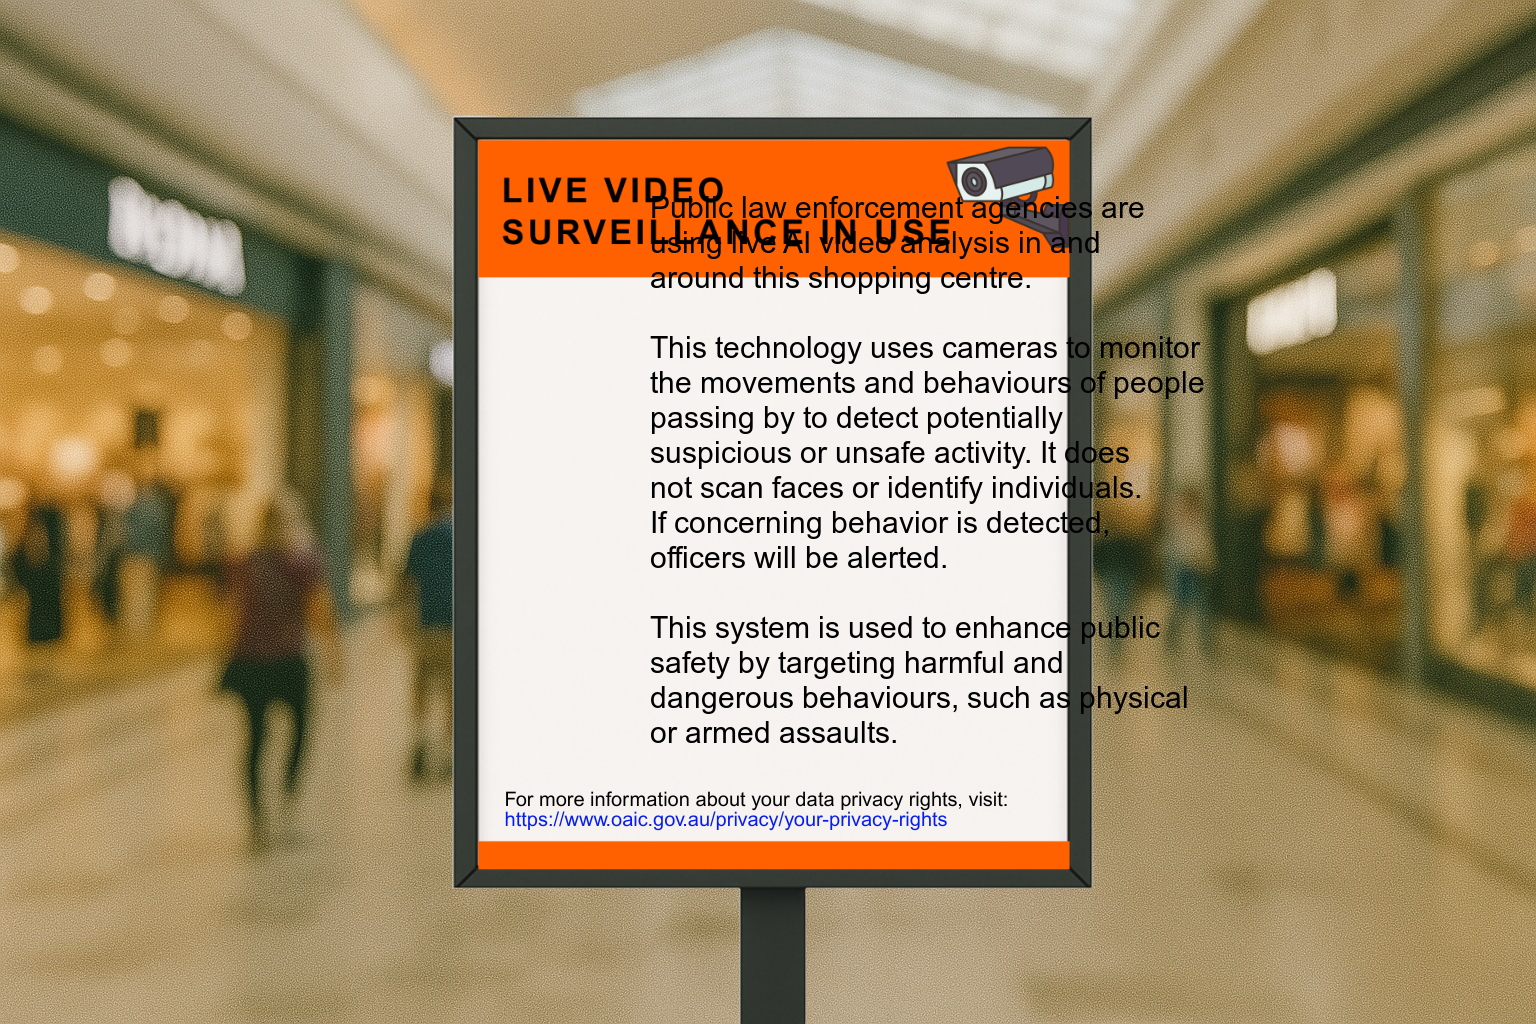 LIVE VIDEO
SURVEILLANCE IN USE
Public law enforcement agencies are
using live AI video analysis in and
around this shopping centre.
This technology uses cameras to monitor
the movements and behaviours of people
passing by to detect potentially
suspicious or unsafe activity. It does
not scan faces or identify individuals.
If concerning behavior is detected,
officers will be alerted.
This system is used to enhance public
safety by targeting harmful and
dangerous behaviours, such as physical
or armed assaults.
For more information about your data privacy rights, visit:
https://www.oaic.gov.au/privacy/your-privacy-rights